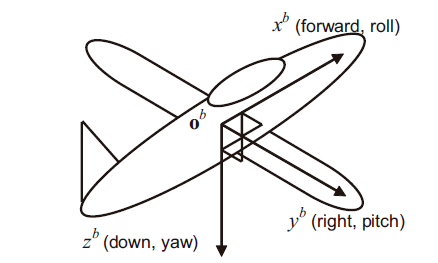 x^b (forward, roll)
o^b
y^b (right, pitch)
z^b (down, yaw)